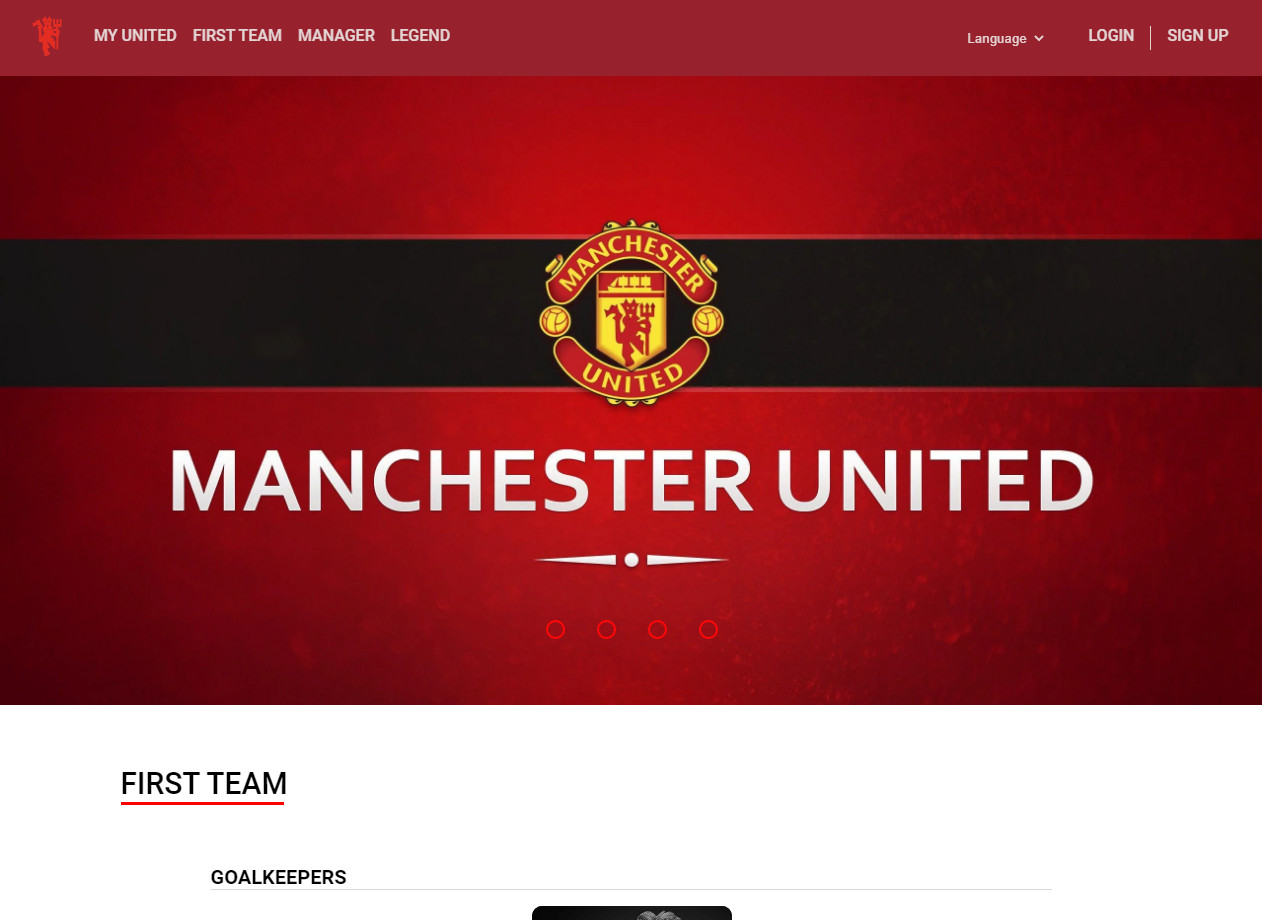 MY UNITED FIRST TEAM MANAGER LEGEND Language LOGIN SIGN UP
MANCHESTER
UNITED
MANCHESTER UNITED
FIRST TEAM
GOALKEEPERS